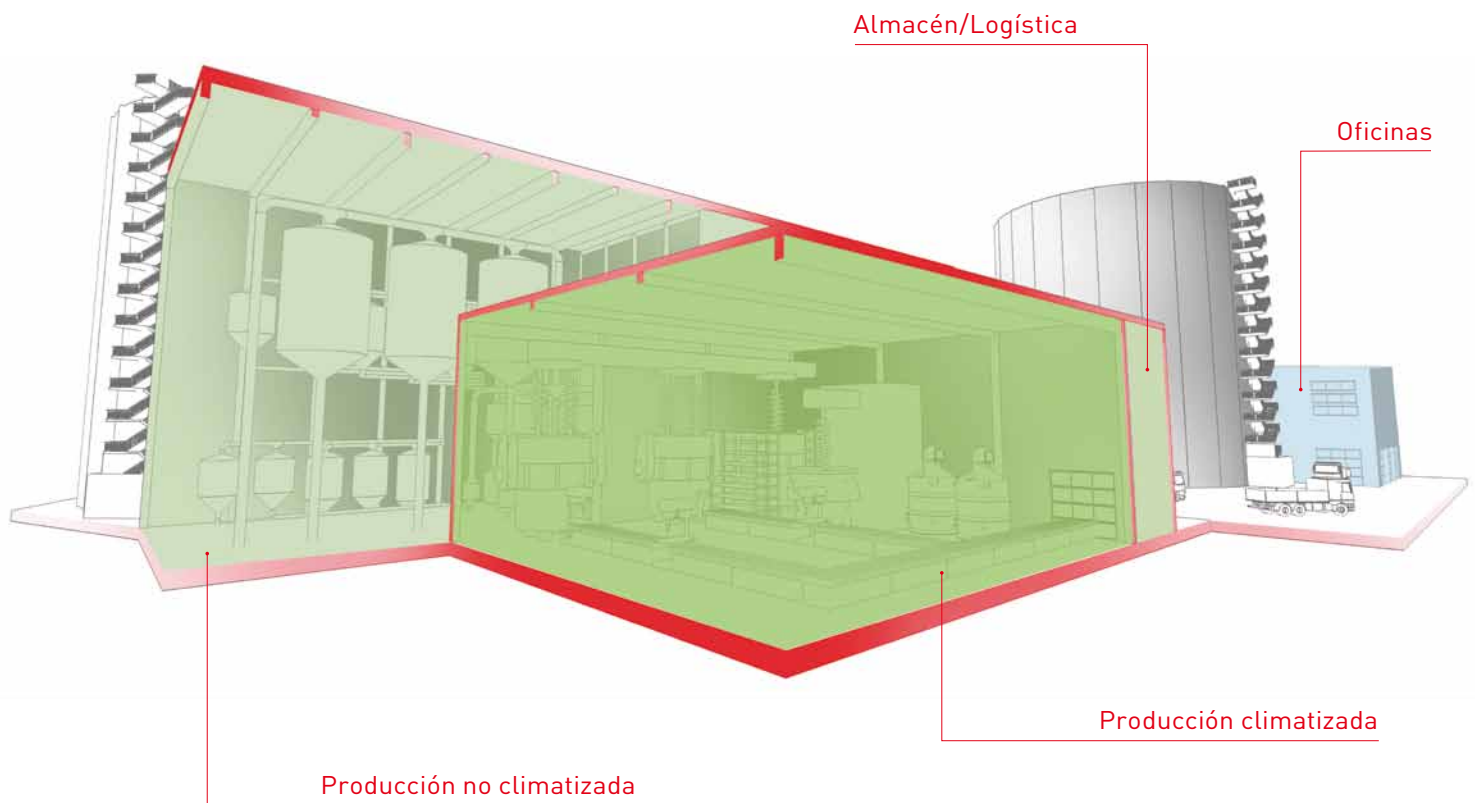 Almacén/Logística
Oficinas
Producción climatizada
Producción no climatizada